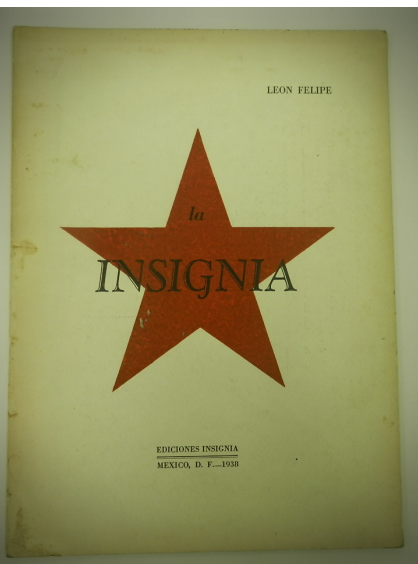 LEON FELIPE
la
INSIGNIA
EDICIONES INSIGNIA
MEXICO, D. F.—1938